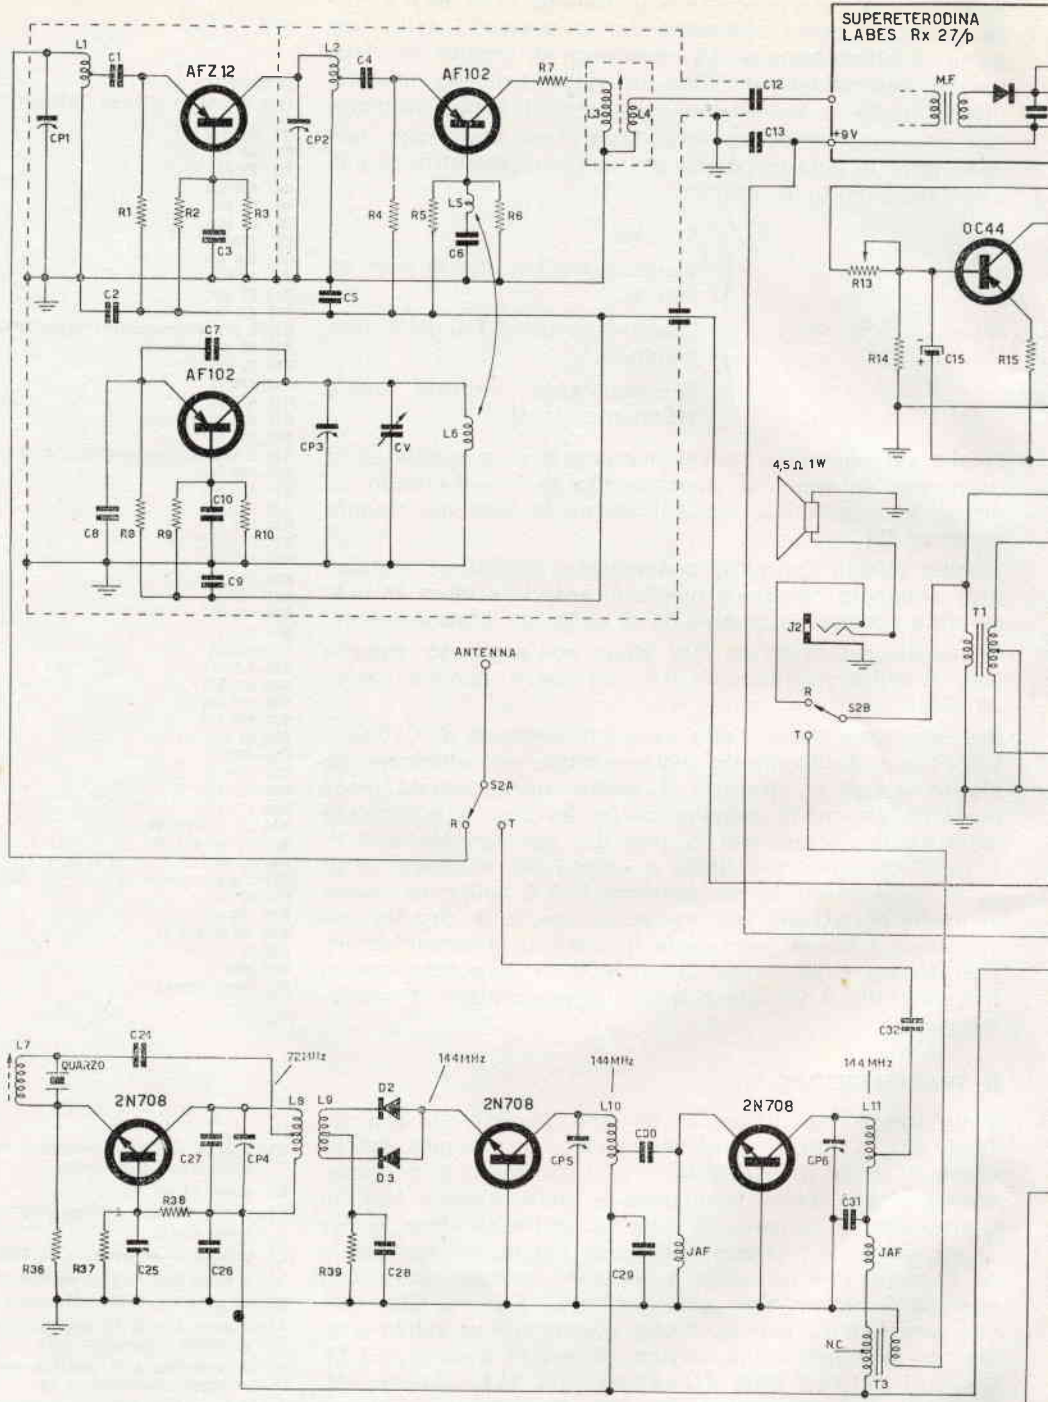 SUPERETERODINA
LABES Rx 27/p
L1
C1
AFZ 12
L2
C4
AF102
R7
L3
L4
C12
C13
+9V
M.F
CP1
CP2
R1
R2
R3
C3
R4
R5
L5
C6
R6
C2
C5
OC44
R13
R14
C15
R15
C7
AF102
CP3
CV
L6
C8
R8
R9
C10
R10
C9
4,5Ω 1W
J2
T1
ANTENNA
S2A
R
T
R
S2B
T
C32
L7
QUARZO
C24
72MHz
144MHz
144MHz
144MHz
2N708
L8
L9
D2
D3
2N708
L10
C30
2N708
L11
C27
CP4
CP5
CP6
R38
C31
R36
R37
C25
C26
R39
C28
C29
JAF
JAF
N.C.
T3